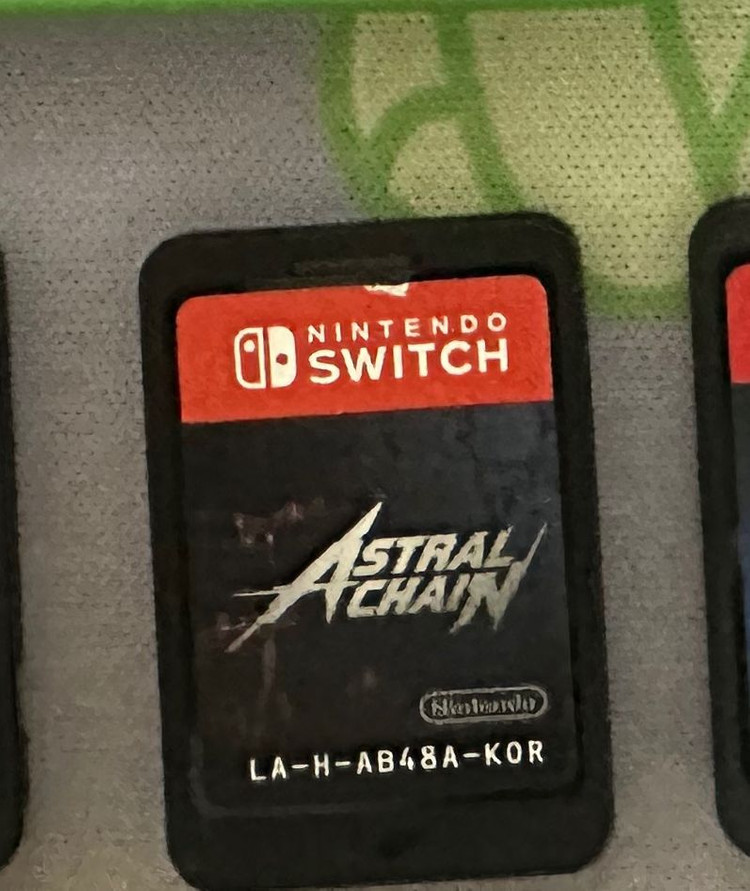 NINTENDO
SWITCH
ASTRAL
CHAIN
Nintendo
LA-H-AB48A-KOR